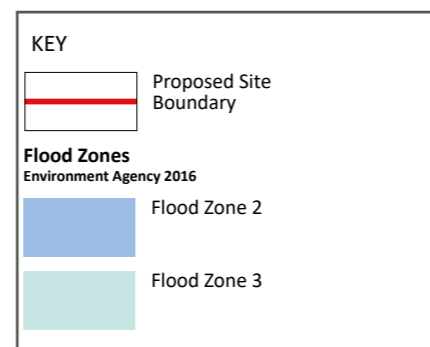 KEY
Proposed Site
Boundary
Flood Zones
Environment Agency 2016
Flood Zone 2
Flood Zone 3